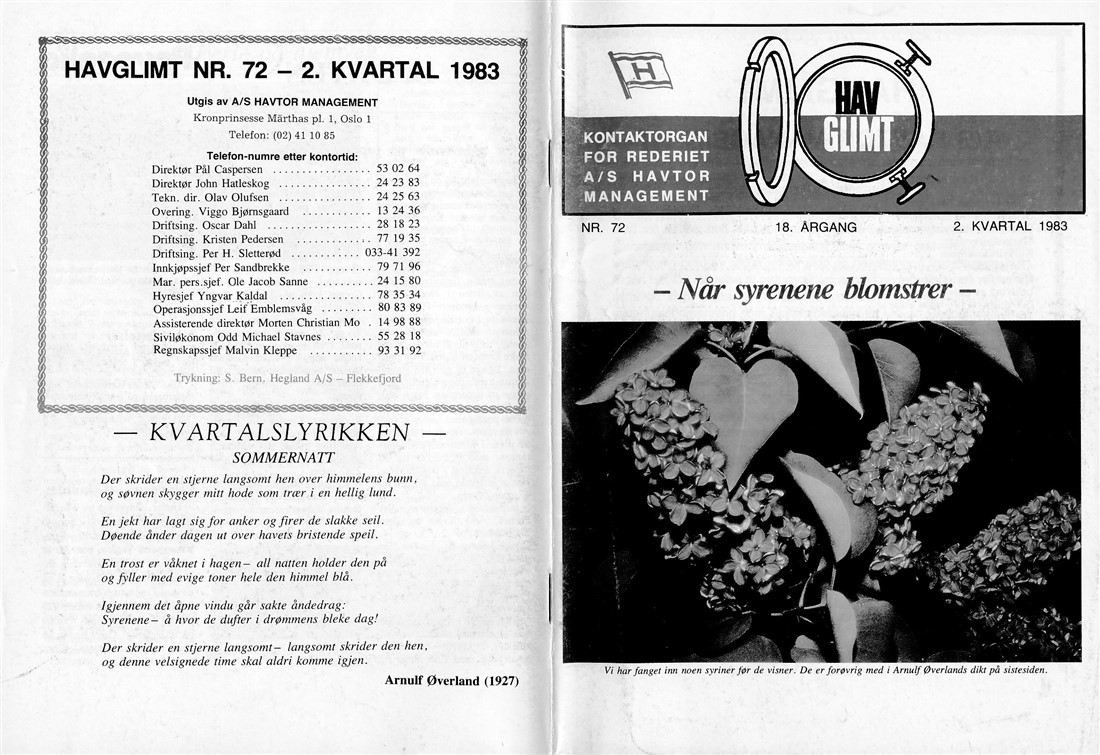 HAVGLIMT NR. 72 – 2. KVARTAL 1983
Utgis av A/S HAVTOR MANAGEMENT
Kronprinsesse Märthas pl. 1, Oslo 1
Telefon: (02) 41 10 85
Telefon-numre etter kontortid:
Direktør Pål Caspersen . . . . . . . . . . . . . . . . . 53 02 64
Direktør John Hatleskog . . . . . . . . . . . . . . . . 24 23 83
Tekn. dir. Olav Olufsen . . . . . . . . . . . . . . . . 24 25 63
Overing. Viggo Bjørnsgaard . . . . . . . . . . . . 13 24 36
Driftsing. Oscar Dahl . . . . . . . . . . . . . . . . . . 28 18 23
Driftsing. Kristen Pedersen . . . . . . . . . . . . . 77 19 35
Driftsing. Per H. Sletterød . . . . . . . . . . . . 033-41 392
Innkjøpssjef Per Sandbrekke . . . . . . . . . . . . 79 71 96
Mar. pers.sjef. Ole Jacob Sanne . . . . . . . . . . 24 15 80
Hyresjef Yngvar Kaldal . . . . . . . . . . . . . . . . 78 35 34
Operasjonssjef Leif Emblemsvåg . . . . . . . . . 80 83 89
Assisterende direktør Morten Christian Mo . 14 98 88
Siviløkonom Odd Michael Stavnes . . . . . . . . 55 28 18
Regnskapssjef Malvin Kleppe . . . . . . . . . . . 93 31 92
Trykning: S. Bern. Hegland A/S – Flekkefjord
— KVARTALSLYRIKKEN —
SOMMERNATT
Der skrider en stjerne langsomt hen over himmelens bunn,
og søvnen skygger mitt hode som trær i en hellig lund.
En jekt har lagt sig for anker og firer de slakke seil.
Døende ånder dagen ut over havets bristende speil.
En trost er våknet i hagen– all natten holder den på
og fyller med evige toner hele den himmel blå.
Igjennem det åpne vindu går sakte åndedrag:
Syrenene– å hvor de dufter i drømmens bleke dag!
Der skrider en stjerne langsomt– langsomt skrider den hen,
og denne velsignede time skal aldri komme igjen.
Arnulf Øverland (1927)
H
HAV
GLIMT
KONTAKTORGAN
FOR REDERIET
A/S HAVTOR
MANAGEMENT
NR. 72 18. ÅRGANG 2. KVARTAL 1983
– Når syrenene blomstrer –
Vi har fanget inn noen syriner før de visner. De er forøvrig med i Arnulf Øverlands dikt på sistesiden.